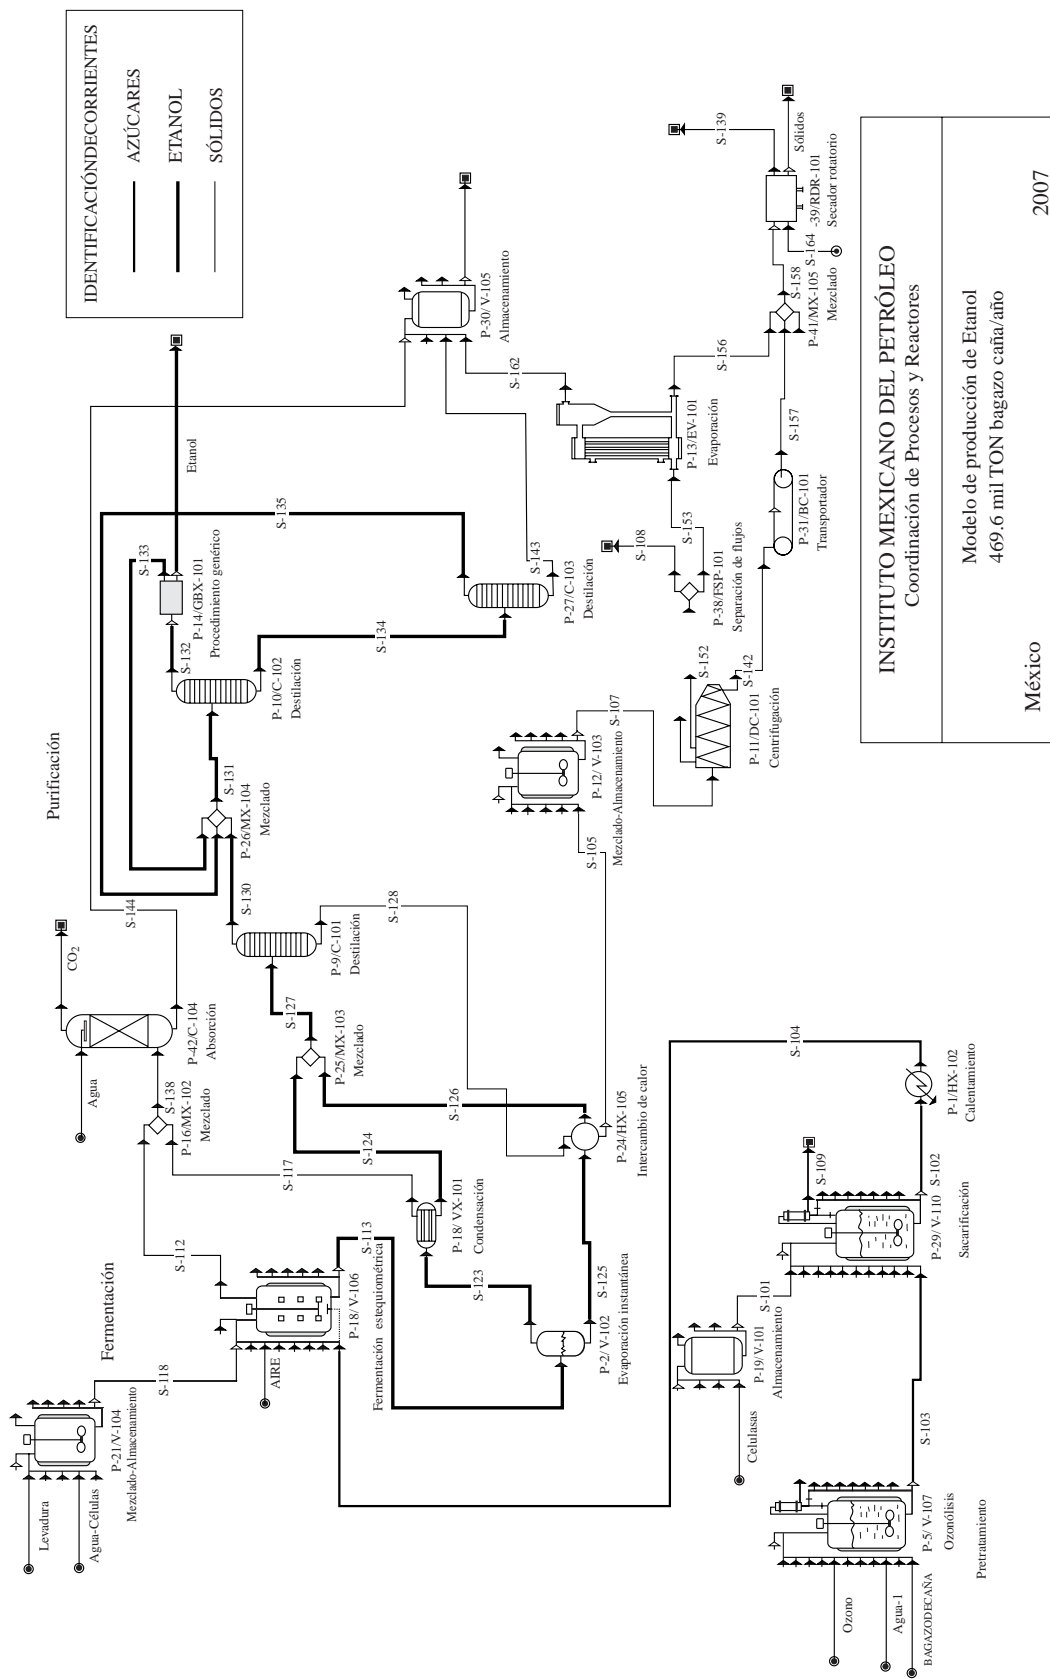 IDENTIFICACIÓNDECORRIENTES
AZÚCARES
ETANOL
SÓLIDOS
Purificación
Fermentación
Levadura
Agua-Células
P-21/V-104
Mezclado-Almacenamiento
S-118
AIRE
P-18/ V-106
Fermentación estequiométrica
S-112
S-113
Agua
CO2
P-42/C-104
Absorción
S-138
P-16/MX-102
Mezclado
S-117
S-144
S-123
P-18/ VX-101
Condensación
S-124
P-2/ V-102
Evaporación instantánea
S-125
S-126
P-24/HX-105
Intercambio de calor
P-25/MX-103
Mezclado
S-127
P-9/C-101
Destilación
S-128
S-130
P-26/MX-104
Mezclado
S-131
P-10/C-102
Destilación
S-132
P-14/GBX-101
Procedimiento genérico
S-133
Etanol
S-134
S-135
P-27/C-103
Destilación
S-143
P-30/ V-105
Almacenamiento
S-162
S-105
P-12/ V-103
Mezclado-Almacenamiento
S-107
P-11/DC-101
Centrifugación
S-152
S-142
S-108
P-38/FSP-101
Separación de flujos
S-153
P-13/EV-101
Evaporación
S-156
P-31/BC-101
Transportador
S-157
P-41/MX-105
Mezclado
S-158
S-164
-39/RDR-101
Secador rotatorio
S-139
Sólidos
Ozono
Agua-1
BAGAZODECAÑA
P-5/ V-107
Ozonólisis
Pretratamiento
S-103
Celulasas
P-19/V-101
Almacenamiento
S-101
P-29/ V-110
Sacarificación
S-109
S-102
P-1/HX-102
Calentamiento
S-104
INSTITUTO MEXICANO DEL PETRÓLEO
Coordinación de Procesos y Reactores
Modelo de producción de Etanol
469.6 mil TON bagazo caña/año
México
2007